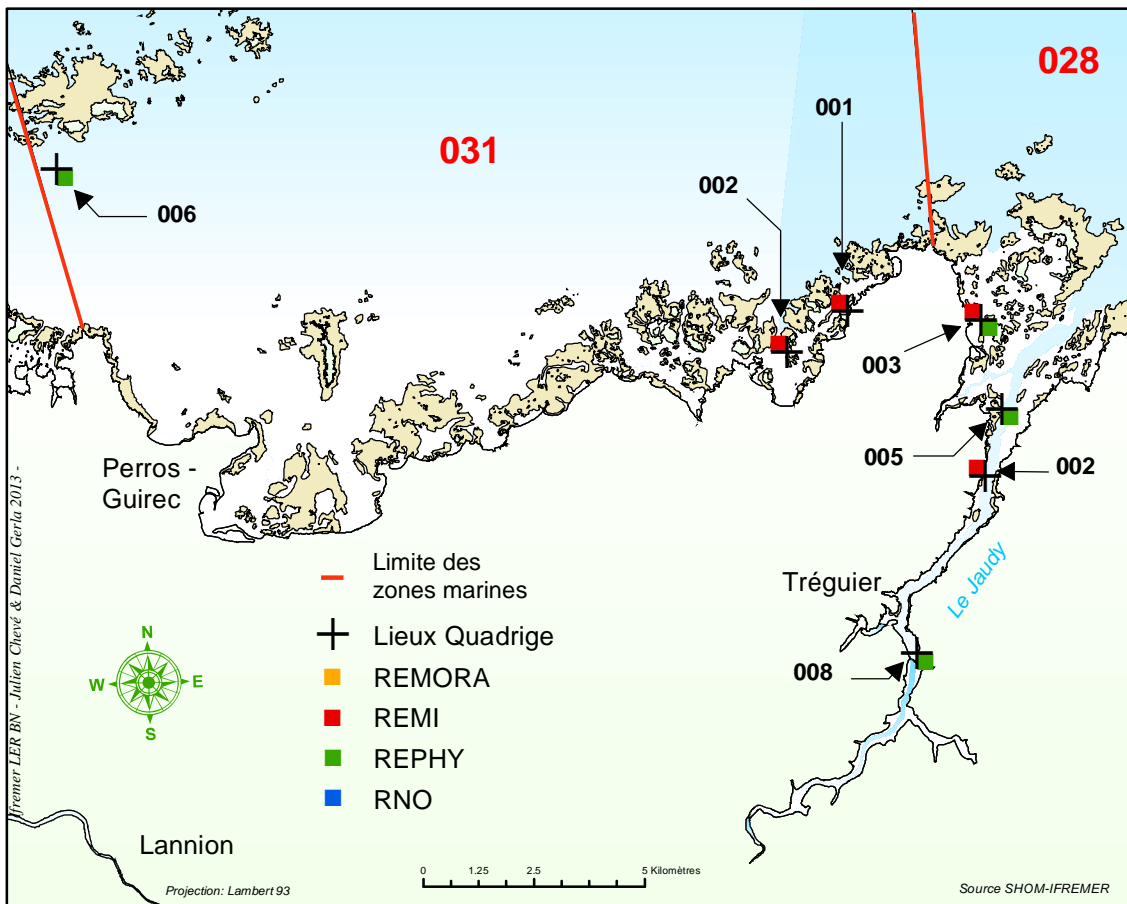 028
001
031
002
006
003
005
002
Perros -
Guirec
Limite des
zones marines
Tréguier
Le Jaudy
Lieux Quadrige
008
REMORA
REMI
REPHY
RNO
N
W
E
S
Ifremer LER BN - Julien Chevé & Daniel Gerla 2013 -
Lannion
0 1.25 2.5 5 Kilomètres
Projection: Lambert 93
Source SHOM-IFREMER